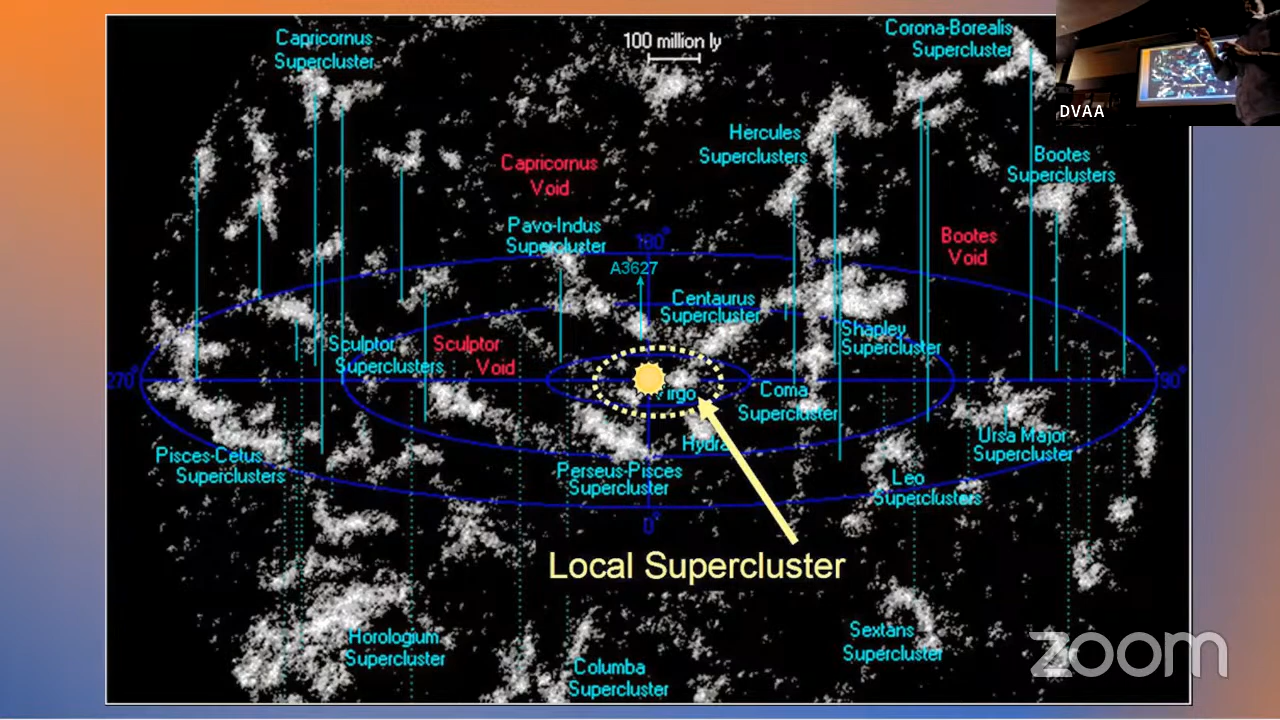 Capricornus
Supercluster
100 million ly
Corona-Borealis
Supercluster
DVAA
Hercules
Superclusters
Bootes
Superclusters
Capricornus
Void
Pavo-Indus
Supercluster
180°
A3627
Bootes
Void
Centaurus
Supercluster
Sculptor
Superclusters
Sculptor
Void
Shapley
Supercluster
270°
90°
Virgo
Coma
Supercluster
Hydra
Pisces-Cetus
Superclusters
Perseus-Pisces
Supercluster
Ursa Major
Supercluster
Leo
Superclusters
0°
Local Supercluster
Horologium
Supercluster
Columba
Supercluster
Sextans
Supercluster
zoom